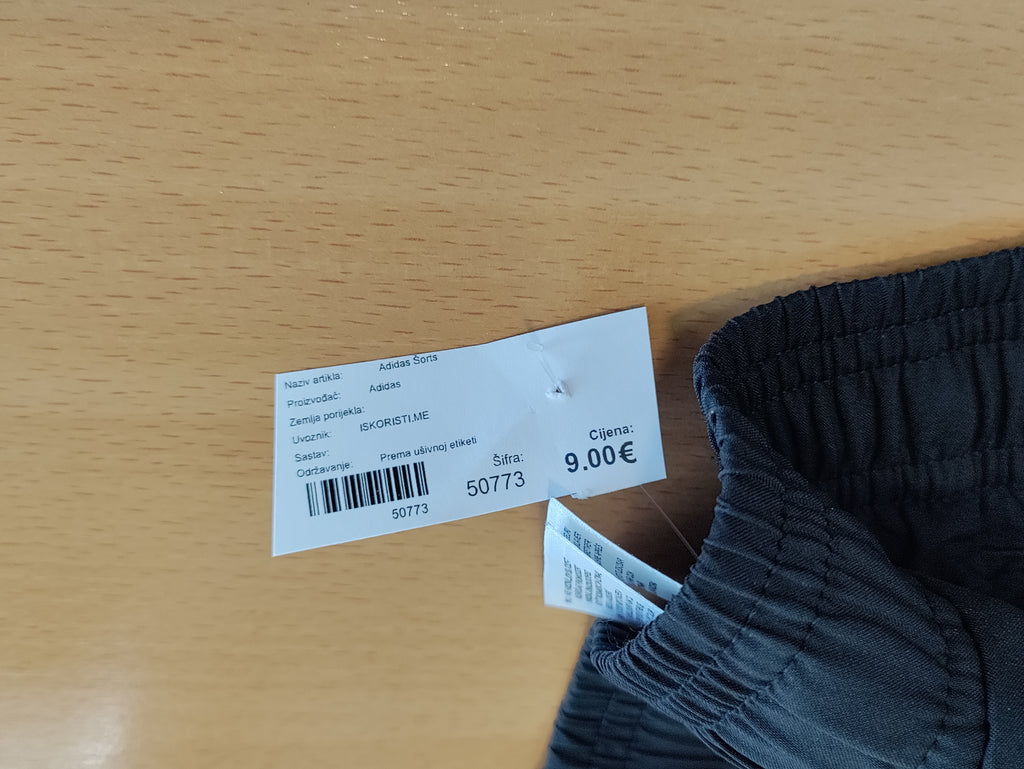 Naziv artikla: Adidas Šorts
Proizvođač: Adidas
Zemlja porijekla:
Uvoznik: ISKORISTI.ME
Sastav:
Održavanje: Prema ušivnoj etiketi
50773
Šifra:
50773
Cijena:
9.00€